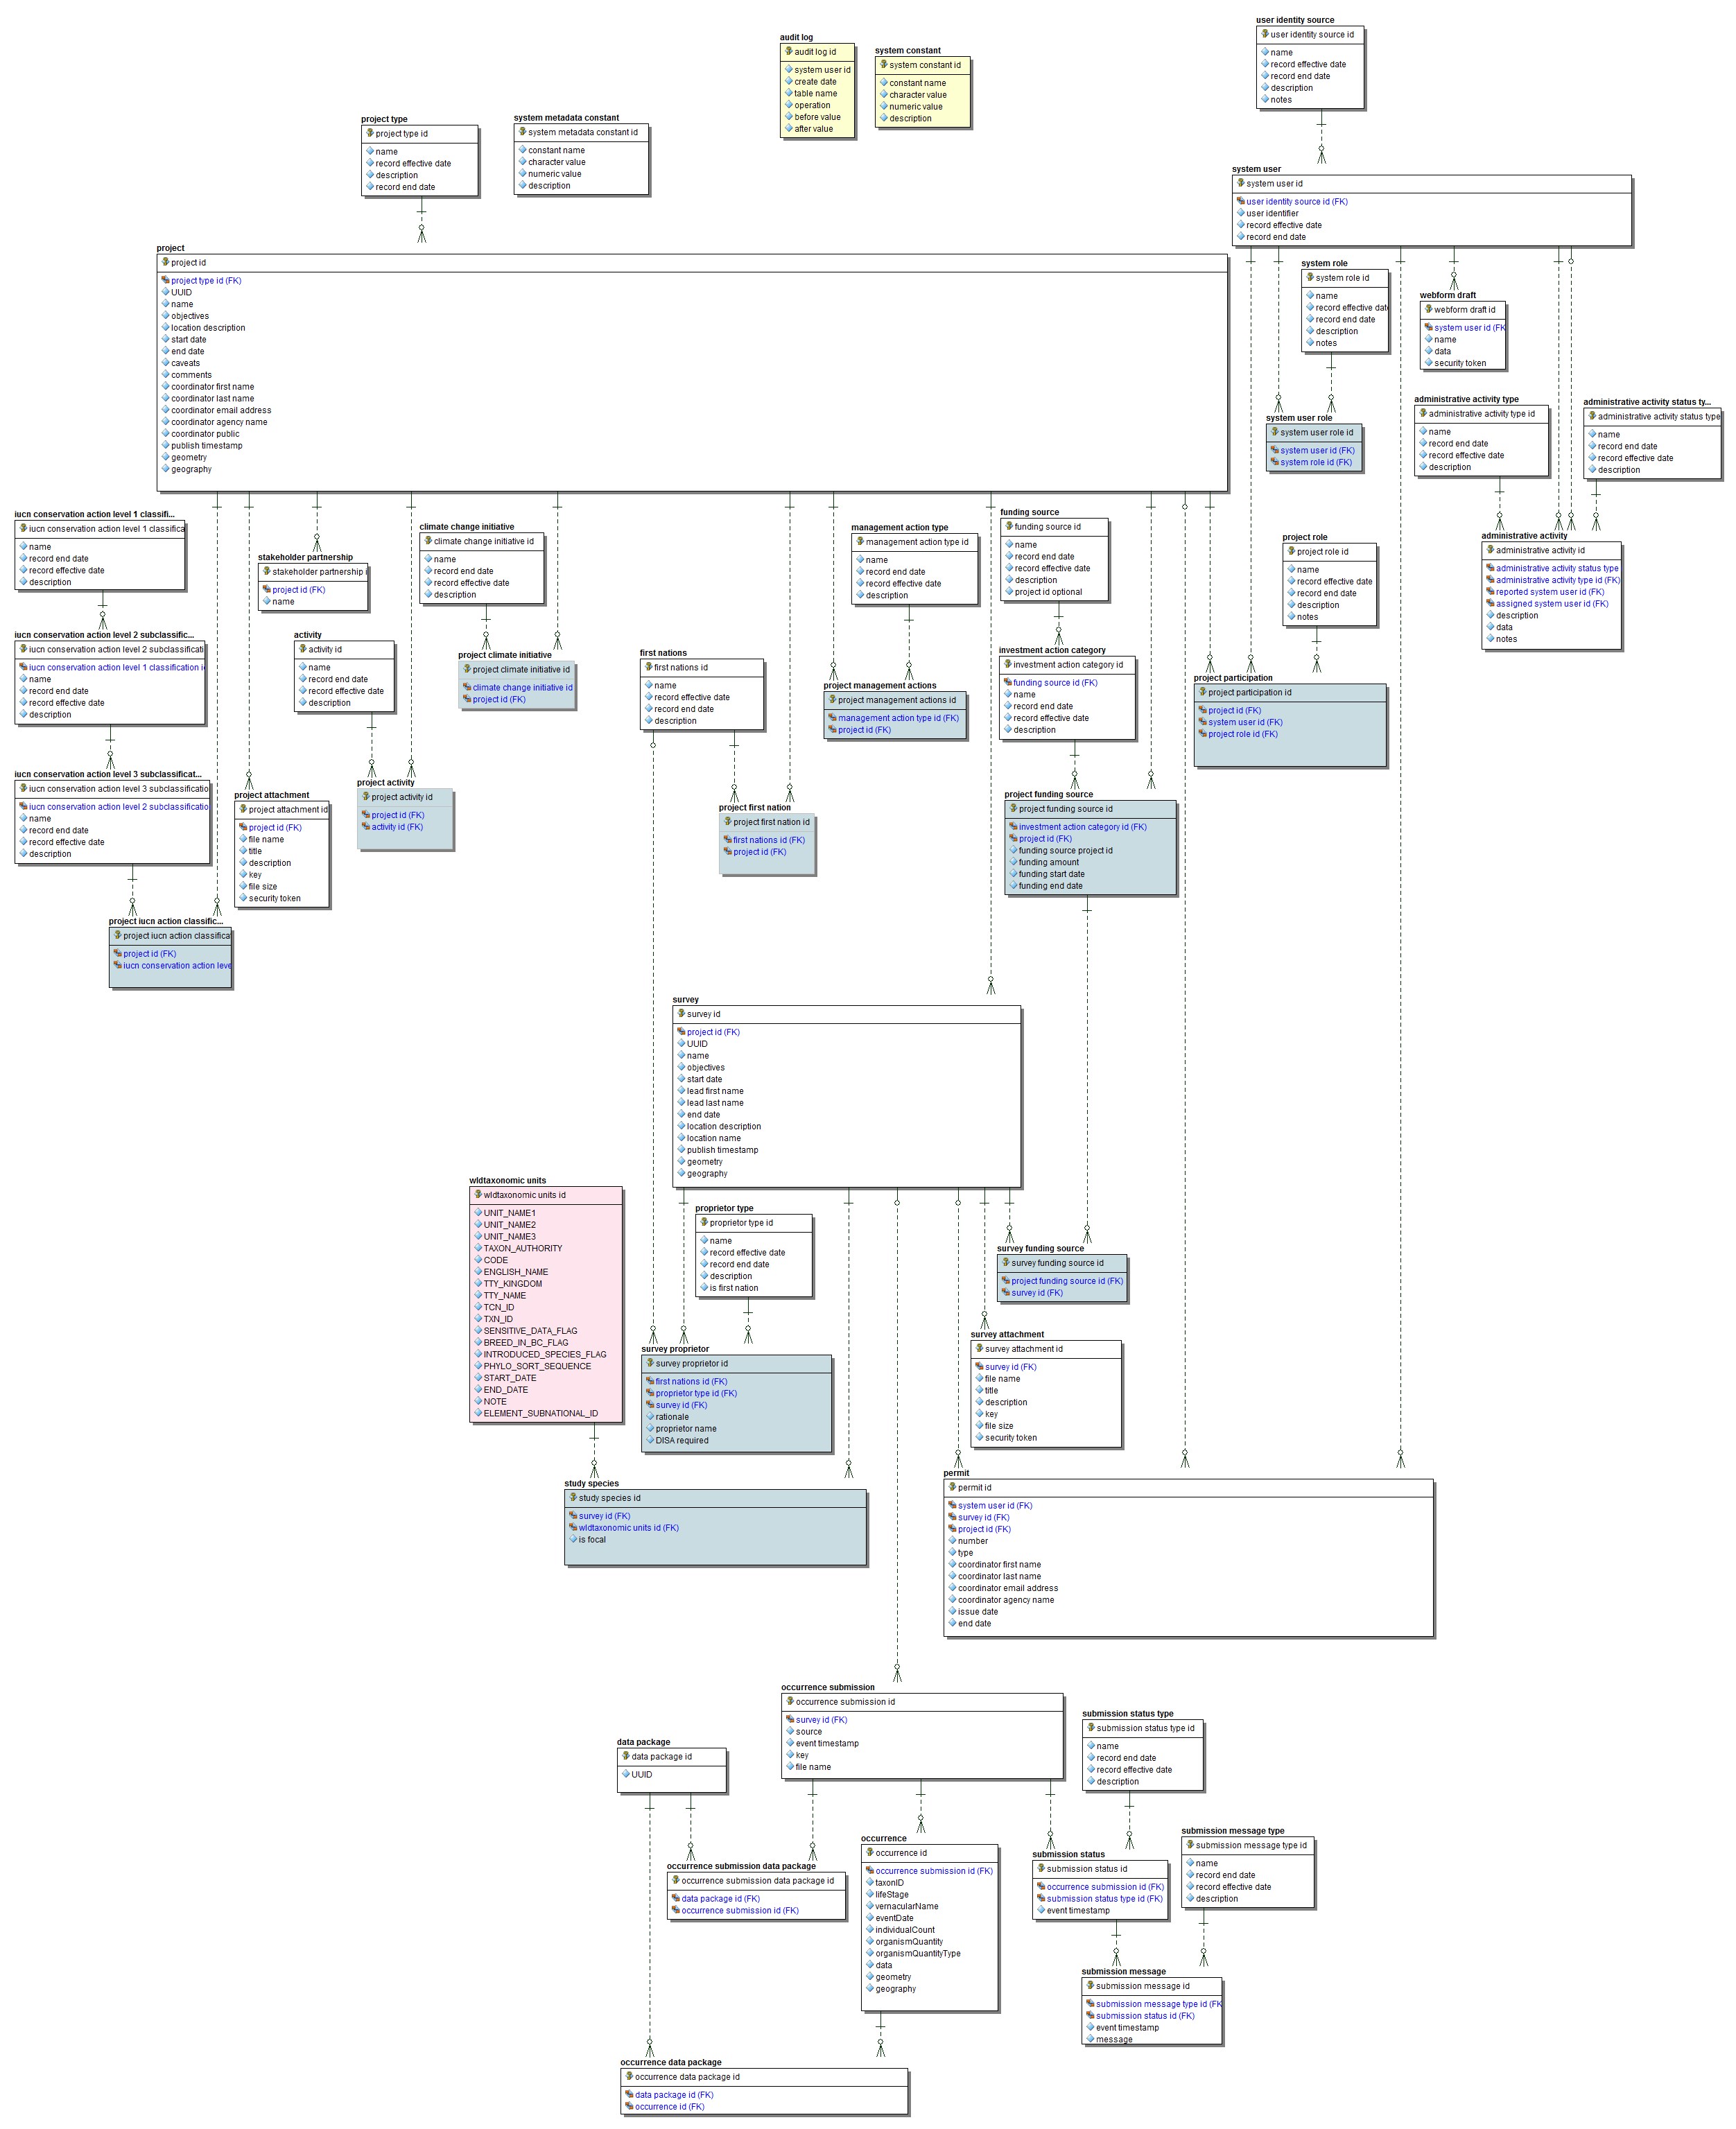 user identity source
user identity source id
name
record effective date
record end date
description
notes
audit log
audit log id
system user id
create date
table name
operation
before value
after value
system constant
system constant id
constant name
character value
numeric value
description
project type
project type id
name
record effective date
description
record end date
system metadata constant
system metadata constant id
constant name
character value
numeric value
description
system user
system user id
user identity source id (FK)
user identifier
record effective date
record end date
project
project id
project type id (FK)
UUID
name
objectives
location description
start date
end date
caveats
comments
coordinator first name
coordinator last name
coordinator email address
coordinator agency name
coordinator public
publish timestamp
geometry
geography
system role
system role id
name
record effective date
record end date
description
notes
webform draft
webform draft id
system user id (FK
name
data
security token
system user role
system user role id
system user id (FK)
system role id (FK)
administrative activity type
administrative activity type id
name
record end date
record effective date
description
administrative activity status ty...
administrative activity status type
name
record end date
record effective date
description
administrative activity
administrative activity id
administrative activity status type
administrative activity type id (FK)
reported system user id (FK)
assigned system user id (FK)
description
data
notes
iucn conservation action level 1 classifi...
iucn conservation action level 1 classifica
name
record end date
record effective date
description
stakeholder partnership
stakeholder partnership i
project id (FK)
name
climate change initiative
climate change initiative id
name
record end date
record effective date
description
management action type
management action type id
name
record end date
record effective date
description
funding source
funding source id
name
record end date
record effective date
description
project id optional
project role
project role id
name
record effective date
record end date
description
notes
iucn conservation action level 2 subclassific...
iucn conservation action level 2 subclassificati
iucn conservation action level 1 classification i
name
record end date
record effective date
description
activity
activity id
name
record end date
record effective date
description
project climate initiative
project climate initiative id
climate change initiative id
project id (FK)
first nations
first nations id
name
record effective date
record end date
description
project management actions
project management actions id
management action type id (FK)
project id (FK)
investment action category
investment action category id
funding source id (FK)
name
record end date
record effective date
description
project participation
project participation id
project id (FK)
system user id (FK)
project role id (FK)
iucn conservation action level 3 subclassificat...
iucn conservation action level 3 subclassificatio
iucn conservation action level 2 subclassificatio
name
record end date
record effective date
description
project attachment
project attachment id
project id (FK)
file name
title
description
key
file size
security token
project activity
project activity id
project id (FK)
activity id (FK)
project first nation
project first nation id
first nations id (FK)
project id (FK)
project funding source
project funding source id
investment action category id (FK)
project id (FK)
funding source project id
funding amount
funding start date
funding end date
project iucn action classific...
project iucn action classifica
project id (FK)
iucn conservation action leve
survey
survey id
project id (FK)
UUID
name
objectives
start date
lead first name
lead last name
end date
location description
location name
publish timestamp
geometry
geography
wldtaxonomic units
wldtaxonomic units id
UNIT_NAME1
UNIT_NAME2
UNIT_NAME3
TAXON_AUTHORITY
CODE
ENGLISH_NAME
TTY_KINGDOM
TTY_NAME
TCN_ID
TXN_ID
SENSITIVE_DATA_FLAG
BREED_IN_BC_FLAG
INTRODUCED_SPECIES_FLAG
PHYLO_SORT_SEQUENCE
START_DATE
END_DATE
NOTE
ELEMENT_SUBNATIONAL_ID
proprietor type
proprietor type id
name
record effective date
record end date
description
is first nation
survey funding source
survey funding source id
project funding source id (FK)
survey id (FK)
survey proprietor
survey proprietor id
first nations id (FK)
proprietor type id (FK)
survey id (FK)
rationale
proprietor name
DISA required
survey attachment
survey attachment id
survey id (FK)
file name
title
description
key
file size
security token
study species
study species id
survey id (FK)
wldtaxonomic units id (FK)
is focal
permit
permit id
system user id (FK)
survey id (FK)
project id (FK)
number
type
coordinator first name
coordinator last name
coordinator email address
coordinator agency name
issue date
end date
occurrence submission
occurrence submission id
survey id (FK)
source
event timestamp
key
file name
submission status type
submission status type id
name
record end date
record effective date
description
data package
data package id
UUID
occurrence submission data package
occurrence submission data package id
data package id (FK)
occurrence submission id (FK)
occurrence
occurrence id
occurrence submission id (FK)
taxonID
lifeStage
vernacularName
eventDate
individualCount
organismQuantity
organismQuantityType
data
geometry
geography
submission status
submission status id
occurrence submission id (FK)
submission status type id (FK)
event timestamp
submission message type
submission message type id
name
record end date
record effective date
description
submission message
submission message id
submission message type id (FK
submission status id (FK)
event timestamp
message
occurrence data package
occurrence data package id
data package id (FK)
occurrence id (FK)